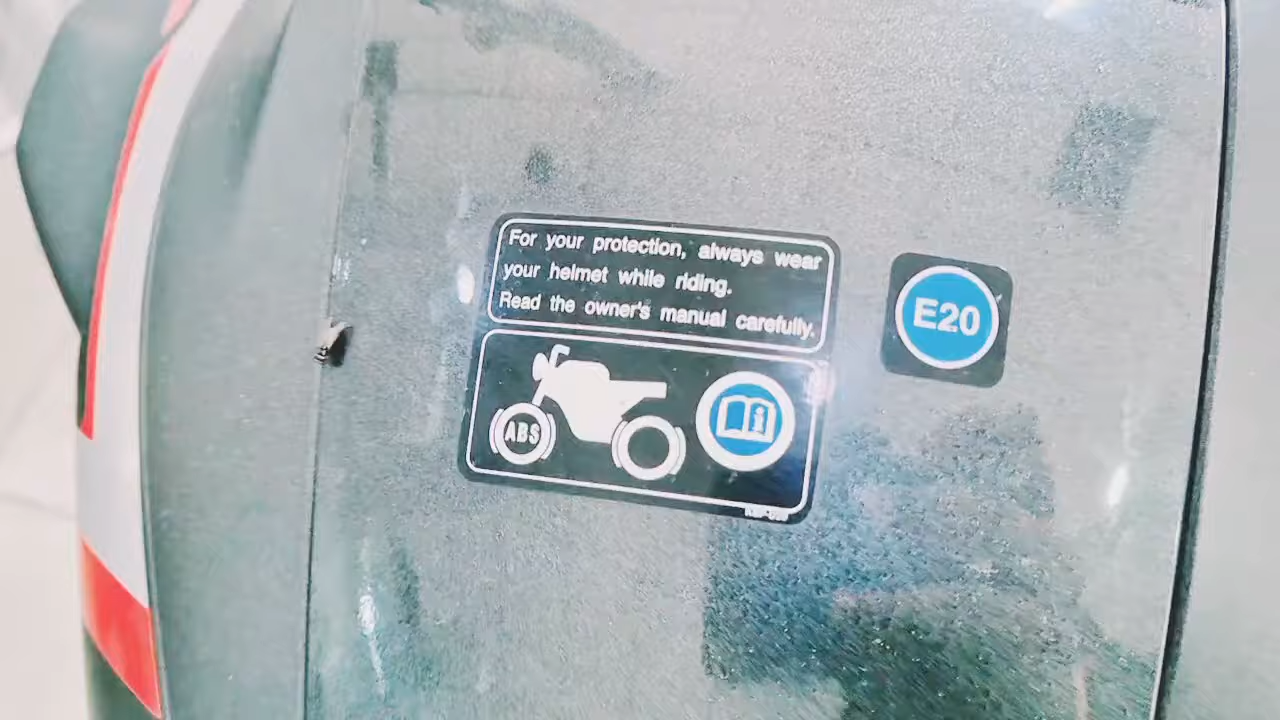 For your protection, always wear
your helmet while riding.
Read the owner's manual carefully.
E20
ABS
i